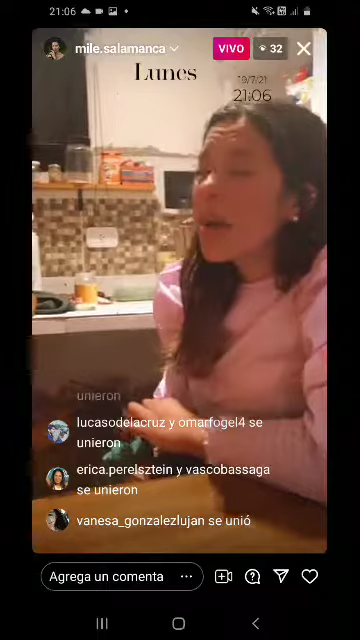 21:06
mile.salamanca
VIVO
32
Lunes
19/7/21
21:06
unieron
lucasodelacruz y omarfogel4 se
unieron
erica.perelsztein y vascobassaga
se unieron
vanesa_gonzalezlujan se unió
Agrega un comenta